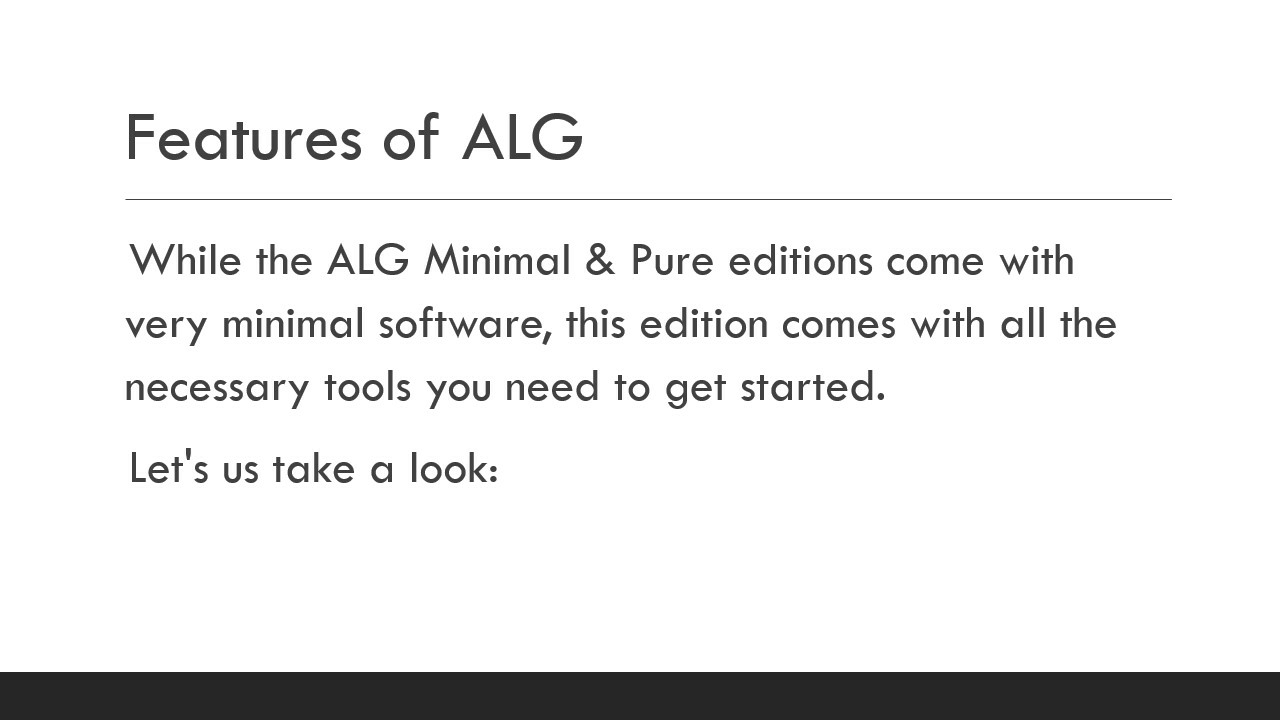 Features of ALG
While the ALG Minimal & Pure editions come with
very minimal software, this edition comes with all the
necessary tools you need to get started.
Let's us take a look: